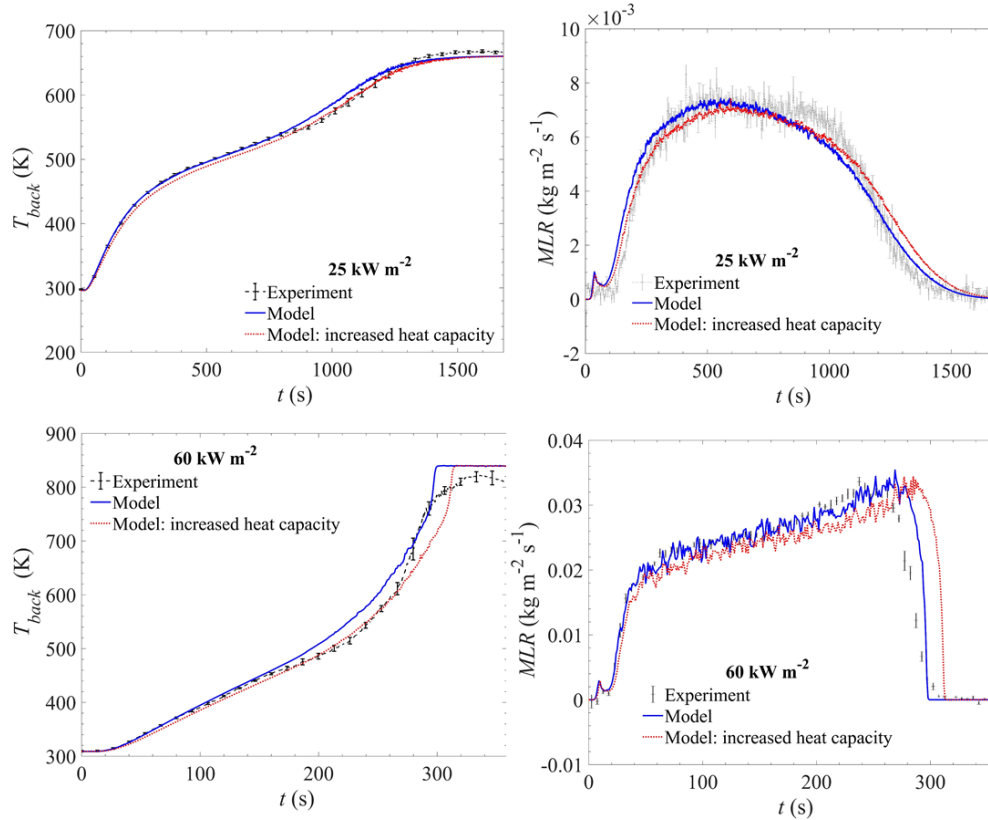 700
600
500
400
300
200
0
500
1000
1500
T_back (K)
t (s)
25 kW m⁻²
Experiment
Model
Model: increased heat capacity
×10⁻³
10
8
6
4
2
0
-2
0
500
1000
1500
MLR (kg m⁻² s⁻¹)
t (s)
25 kW m⁻²
Experiment
Model
Model: increased heat capacity
900
800
700
600
500
400
300
0
100
200
300
T_back (K)
t (s)
60 kW m⁻²
Experiment
Model
Model: increased heat capacity
0.04
0.03
0.02
0.01
0
-0.01
0
100
200
300
MLR (kg m⁻² s⁻¹)
t (s)
60 kW m⁻²
Experiment
Model
Model: increased heat capacity